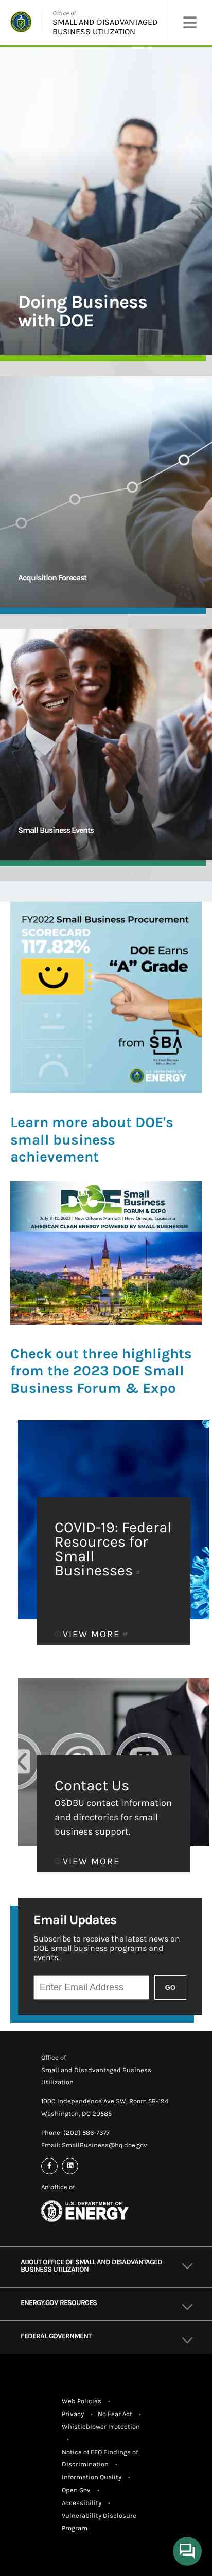 Office of
SMALL AND DISADVANTAGED
BUSINESS UTILIZATION
Doing Business
with DOE
Acquisition Forecast
Small Business Events
FY2022 Small Business Procurement
SCORECARD
117.82%
DOE Earns
"A" Grade
from SBA
U.S. DEPARTMENT OF
ENERGY
Learn more about DOE's
small business
achievement
DOE Small
Business
FORUM & EXPO
July 11-12, 2023 | New Orleans Marriott | New Orleans, Louisiana
AMERICAN CLEAN ENERGY POWERED BY SMALL BUSINESSES
Check out three highlights
from the 2023 DOE Small
Business Forum & Expo
COVID-19: Federal
Resources for
Small
Businesses
VIEW MORE
Contact Us
OSDBU contact information
and directories for small
business support.
VIEW MORE
Email Updates
Subscribe to receive the latest news on
DOE small business programs and
events.
Enter Email Address
GO
Office of
Small and Disadvantaged Business
Utilization
1000 Independence Ave SW, Room 5B-194
Washington, DC 20585
Phone: (202) 586-7377
Email: SmallBusiness@hq.doe.gov
An office of
U.S. DEPARTMENT OF
ENERGY
ABOUT OFFICE OF SMALL AND DISADVANTAGED
BUSINESS UTILIZATION
ENERGY.GOV RESOURCES
FEDERAL GOVERNMENT
Web Policies •
Privacy • No Fear Act •
Whistleblower Protection
•
Notice of EEO Findings of
Discrimination •
Information Quality •
Open Gov •
Accessibility •
Vulnerability Disclosure
Program